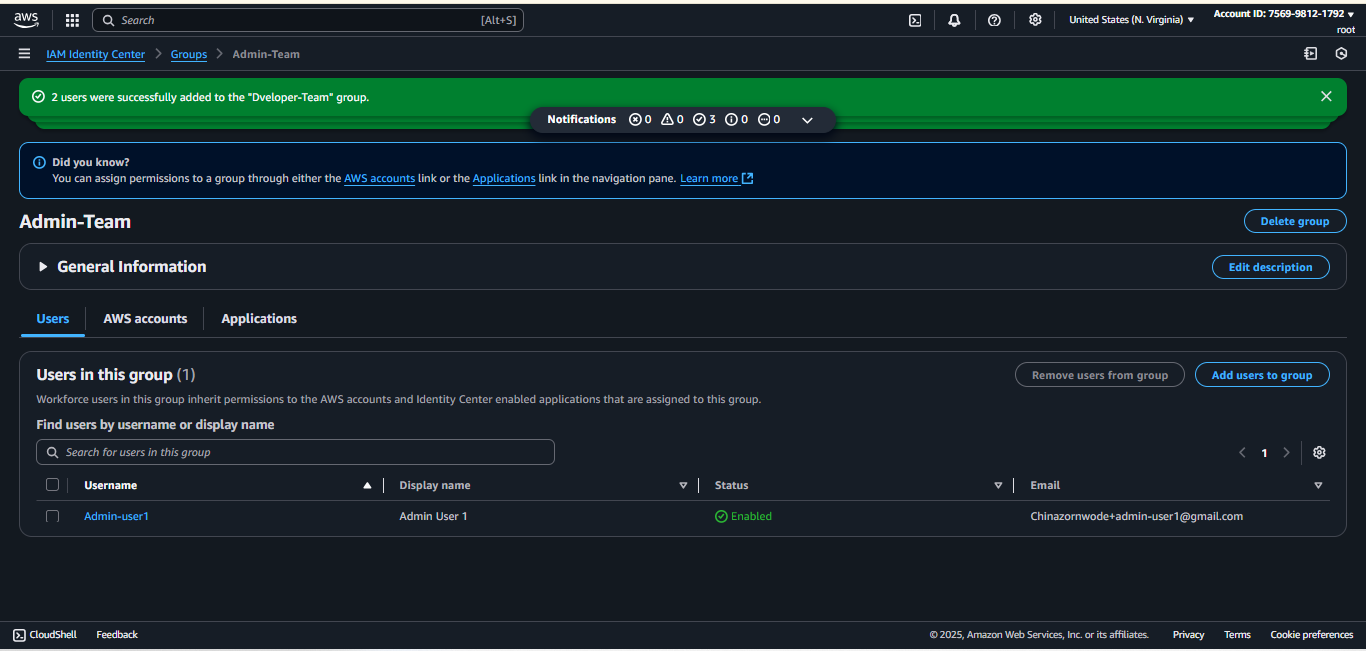 aws
Search [Alt+S]
United States (N. Virginia)
Account ID: 7569-9812-1792
root
IAM Identity Center > Groups > Admin-Team
2 users were successfully added to the "Dveloper-Team" group.
Notifications 0 0 3 0 0
Did you know?
You can assign permissions to a group through either the AWS accounts link or the Applications link in the navigation pane. Learn more
Admin-Team
Delete group
General Information
Edit description
Users
AWS accounts
Applications
Users in this group (1)
Remove users from group
Add users to group
Workforce users in this group inherit permissions to the AWS accounts and Identity Center enabled applications that are assigned to this group.
Find users by username or display name
Search for users in this group
1
Username Display name Status Email
Admin-user1 Admin User 1 Enabled Chinazornwode+admin-user1@gmail.com
CloudShell Feedback © 2025, Amazon Web Services, Inc. or its affiliates. Privacy Terms Cookie preferences